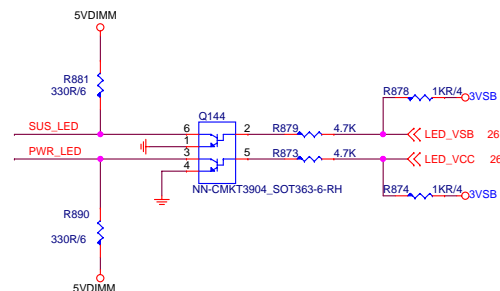 5VDIMM
R881
330R/6
R878
1KR/4
3VSB
SUS_LED
Q144
6
2
R879
4.7K
LED_VSB
26
1
PWR_LED
3
5
R873
4.7K
LED_VCC
26
4
NN-CMKT3904_SOT363-6-RH
R874
1KR/4
3VSB
R890
330R/6
5VDIMM